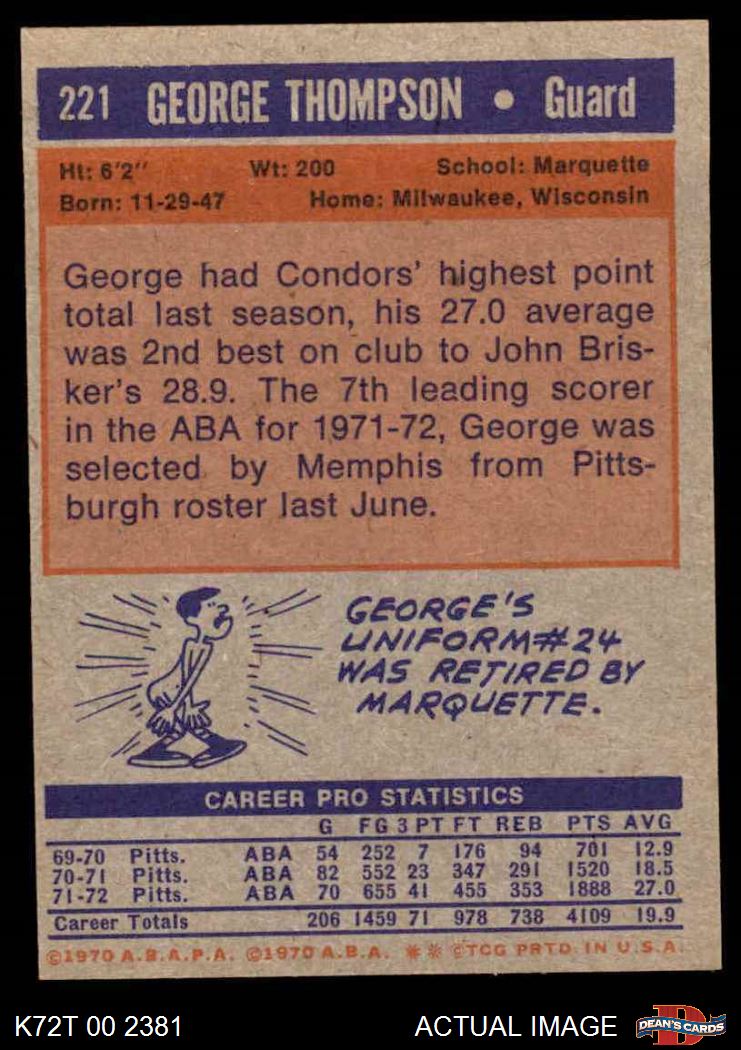 221 GEORGE THOMPSON • Guard
Ht: 6'2" Wt: 200 School: Marquette
Born: 11-29-47 Home: Milwaukee, Wisconsin
George had Condors' highest point
total last season, his 27.0 average
was 2nd best on club to John Bris-
ker's 28.9. The 7th leading scorer
in the ABA for 1971-72, George was
selected by Memphis from Pitts-
burgh roster last June.
GEORGE'S
UNIFORM #24
WAS RETIRED BY
MARQUETTE.
CAREER PRO STATISTICS
G FG 3 PT FT REB PTS AVG
69-70 Pitts. ABA 54 252 7 176 94 701 12.9
70-71 Pitts. ABA 82 552 23 347 291 1520 18.5
71-72 Pitts. ABA 70 655 41 455 353 1888 27.0
Career Totals 206 1459 71 978 738 4109 19.9
©1970 A.B.A.P.A. ©1970 A.B.A. ** ©TCG PRTD. IN U.S.A.
K72T 00 2381 ACTUAL IMAGE D DEAN'S CARDS